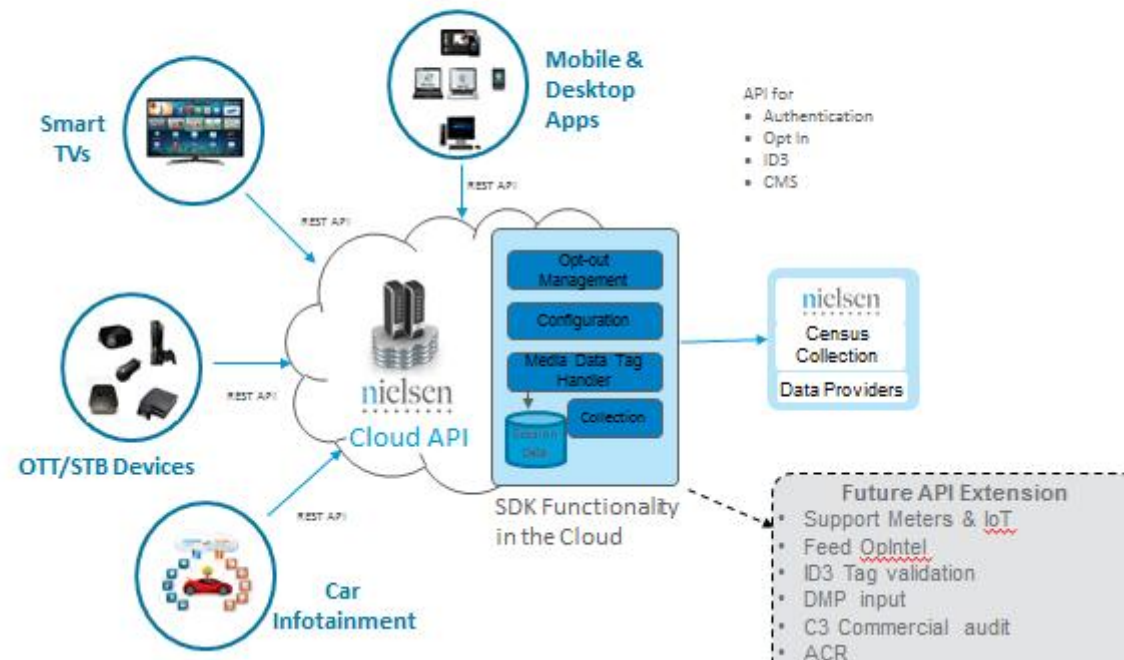 Smart
TVs
Mobile &
Desktop
Apps
API for
• Authentication
• Opt In
• ID3
• CMS
REST API
REST API
Opt-out
Management
Configuration
Media Data Tag
Handler
Collection
Session
Data
nielsen
Cloud API
nielsen
Census
Collection
Data Providers
REST API
OTT/STB Devices
SDK Functionality
in the Cloud
REST API
Car
Infotainment
Future API Extension
• Support Meters & IoT
• Feed OpIntel
• ID3 Tag validation
• DMP input
• C3 Commercial audit
• ACR